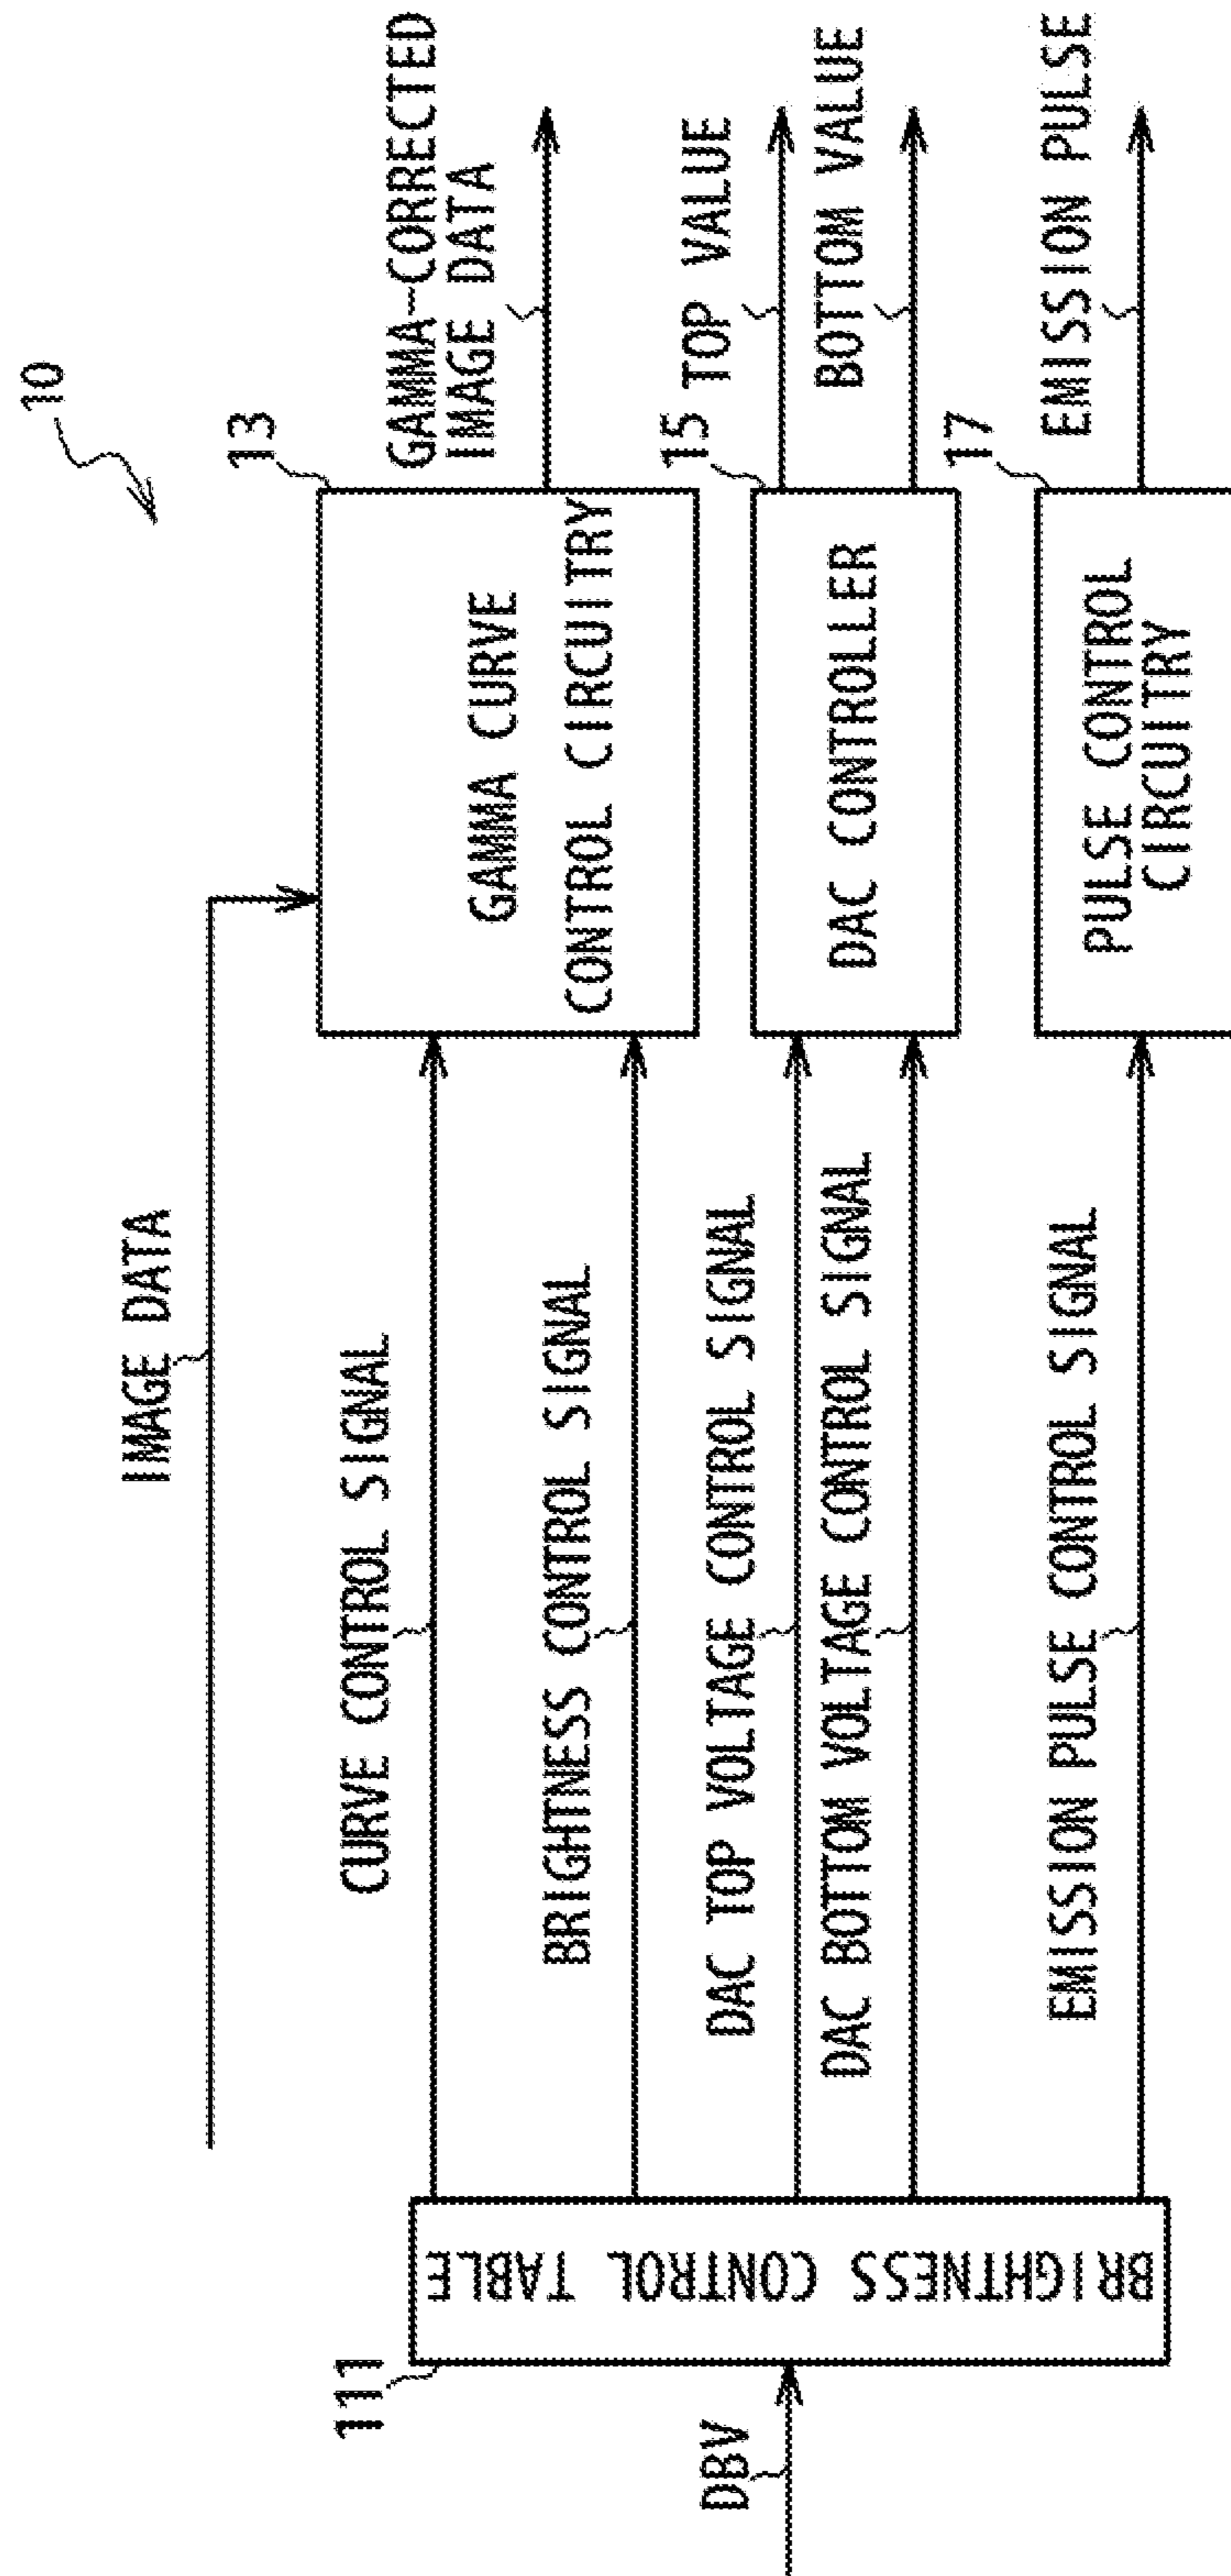 10
IMAGE DATA
13
GAMMA-CORRECTED
IMAGE DATA
CURVE CONTROL SIGNAL
GAMMA CURVE
CONTROL CIRCUITRY
BRIGHTNESS CONTROL SIGNAL
111
BRIGHTNESS CONTROL TABLE
DBV
15
TOP VALUE
DAC TOP VOLTAGE CONTROL SIGNAL
DAC CONTROLLER
BOTTOM VALUE
DAC BOTTOM VOLTAGE CONTROL SIGNAL
17
EMISSION PULSE
EMISSION PULSE CONTROL SIGNAL
PULSE CONTROL
CIRCUITRY